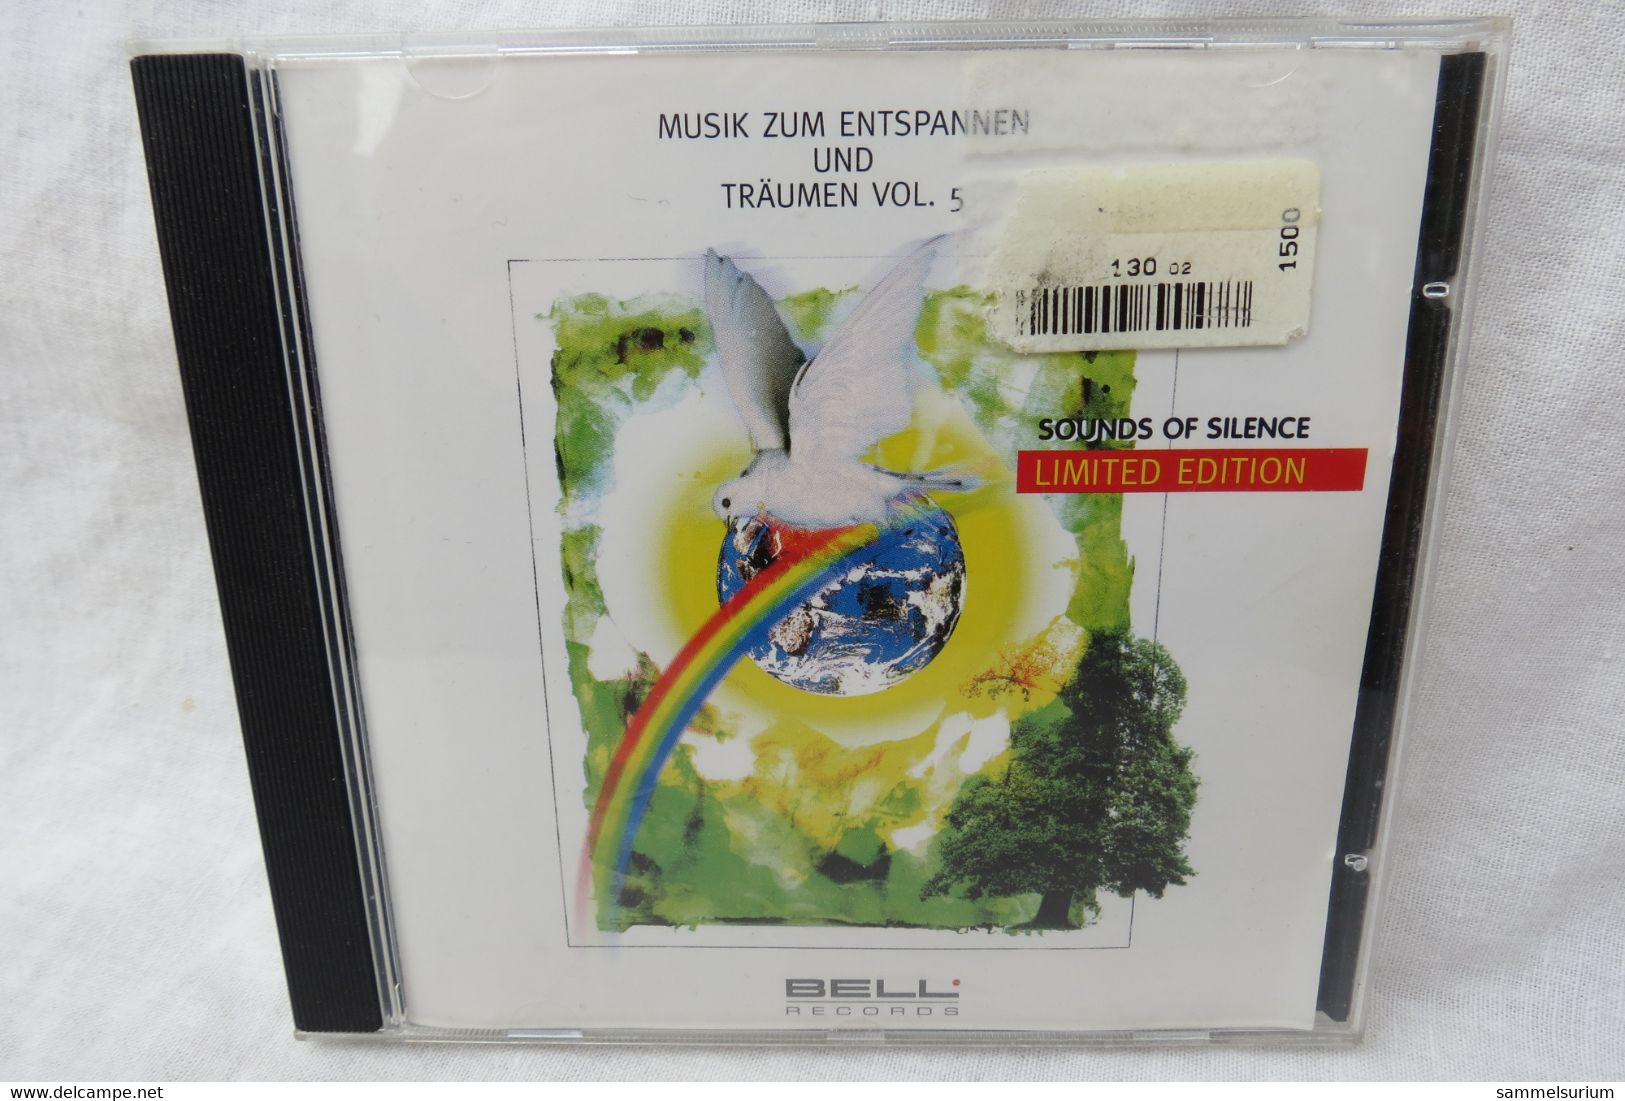 MUSIK ZUM ENTSPANNEN
UND
TRÄUMEN VOL. 5
130 02
1500
SOUNDS OF SILENCE
LIMITED EDITION
BELL
RECORDS
delcampe.net
sammelsurium/